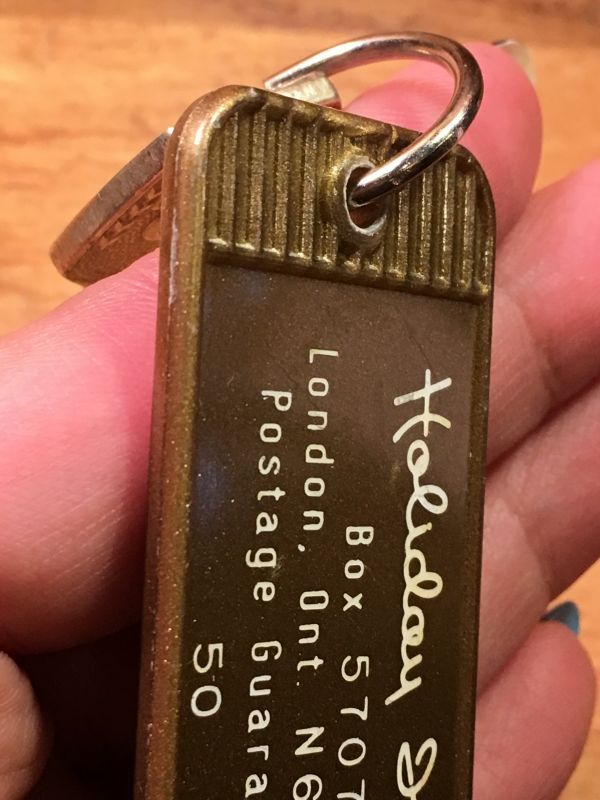 Holiday
Box 5707
London, Ont. N6
Postage Guara
50